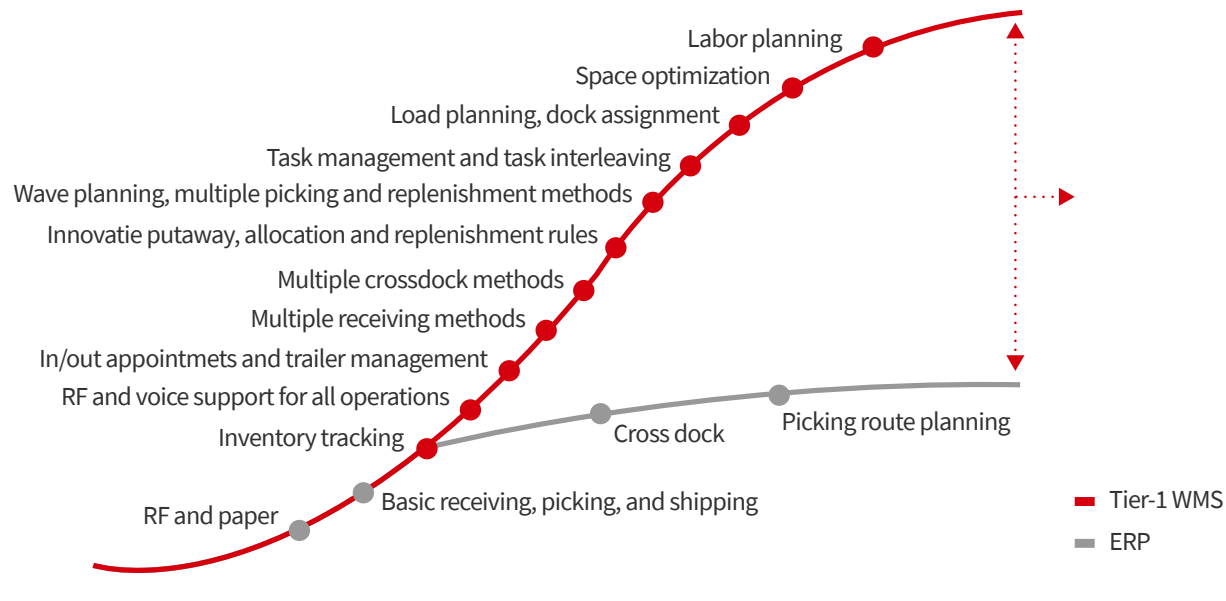 Labor planning
Space optimization
Load planning, dock assignment
Task management and task interleaving
Wave planning, multiple picking and replenishment methods
Innovatie putaway, allocation and replenishment rules
Multiple crossdock methods
Multiple receiving methods
In/out appointmets and trailer management
RF and voice support for all operations
Inventory tracking
Cross dock
Picking route planning
Basic receiving, picking, and shipping
RF and paper
Tier-1 WMS
ERP